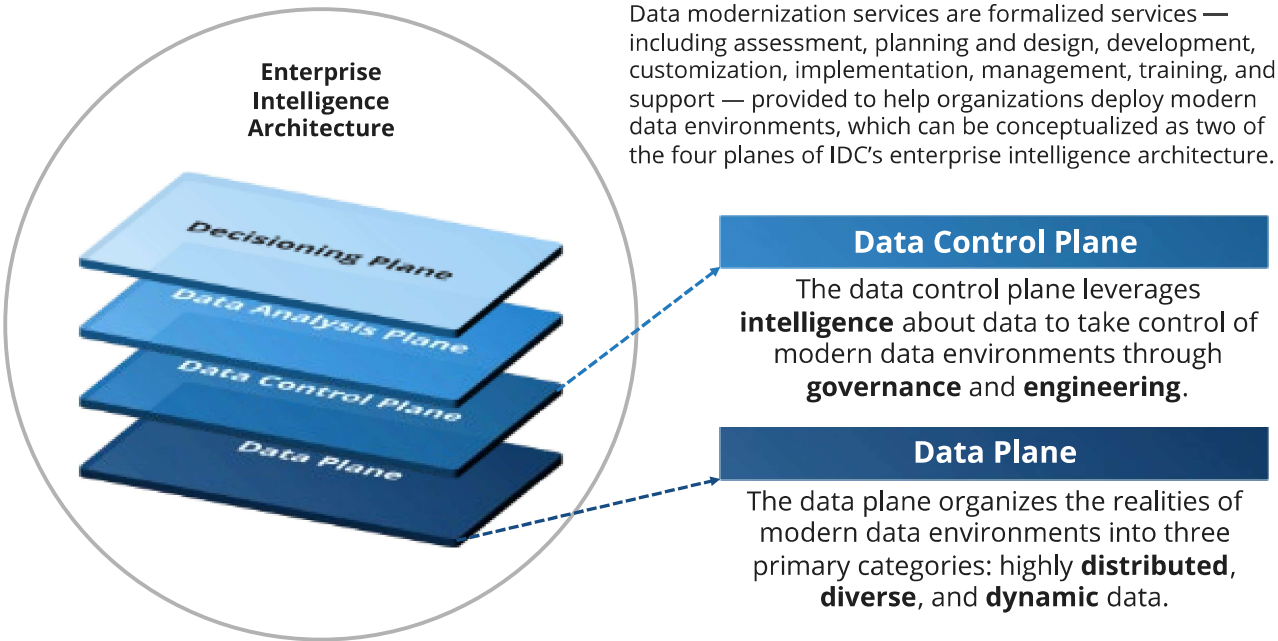 Data modernization services are formalized services —
including assessment, planning and design, development,
customization, implementation, management, training, and
support — provided to help organizations deploy modern
data environments, which can be conceptualized as two of
the four planes of IDC’s enterprise intelligence architecture.
Enterprise
Intelligence
Architecture
Decisioning Plane
Data Analysis Plane
Data Control Plane
Data Plane
Data Control Plane
The data control plane leverages
intelligence about data to take control of
modern data environments through
governance and engineering.
Data Plane
The data plane organizes the realities of
modern data environments into three
primary categories: highly distributed,
diverse, and dynamic data.